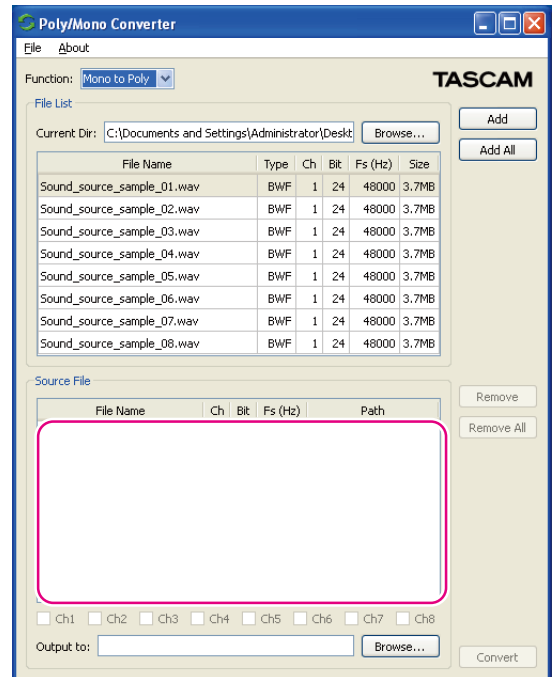 Poly/Mono Converter
File About
Function: Mono to Poly
TASCAM
File List
Current Dir: C:\Documents and Settings\Administrator\Deskt Browse...
Add
Add All
File Name Type Ch Bit Fs (Hz) Size
Sound_source_sample_01.wav BWF 1 24 48000 3.7MB
Sound_source_sample_02.wav BWF 1 24 48000 3.7MB
Sound_source_sample_03.wav BWF 1 24 48000 3.7MB
Sound_source_sample_04.wav BWF 1 24 48000 3.7MB
Sound_source_sample_05.wav BWF 1 24 48000 3.7MB
Sound_source_sample_06.wav BWF 1 24 48000 3.7MB
Sound_source_sample_07.wav BWF 1 24 48000 3.7MB
Sound_source_sample_08.wav BWF 1 24 48000 3.7MB
Source File
Remove
Remove All
File Name Ch Bit Fs (Hz) Path
Ch1 Ch2 Ch3 Ch4 Ch5 Ch6 Ch7 Ch8
Output to: Browse...
Convert